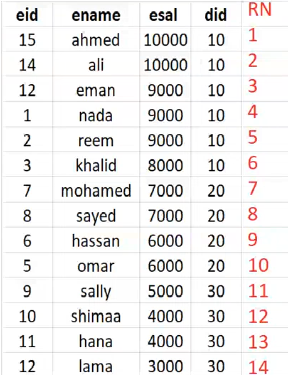 eid ename esal did RN
15 ahmed 10000 10 1
14 ali 10000 10 2
12 eman 9000 10 3
1 nada 9000 10 4
2 reem 9000 10 5
3 khalid 8000 10 6
7 mohamed 7000 20 7
8 sayed 7000 20 8
6 hassan 6000 20 9
5 omar 6000 20 10
9 sally 5000 30 11
10 shimaa 4000 30 12
11 hana 4000 30 13
12 lama 3000 30 14